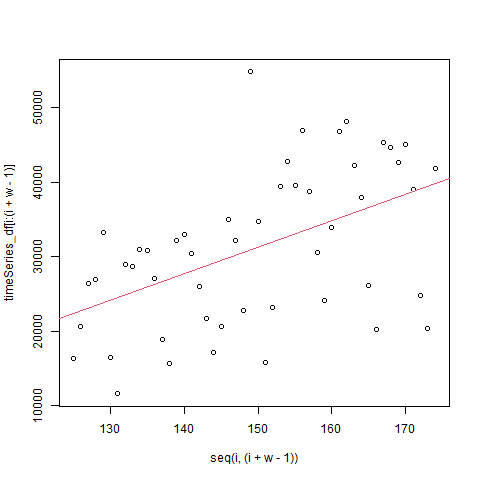 timeSeries_df[i:(i + w - 1)]
50000
40000
30000
20000
10000
130 140 150 160 170
seq(i, (i + w - 1))